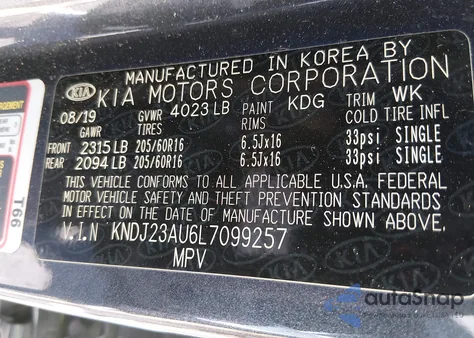 MANUFACTURED IN KOREA BY
KIA KIA MOTORS CORPORATION
08/19 GVWR 4023 LB PAINT KDG TRIM WK
GAWR TIRES RIMS COLD TIRE INFL
FRONT 2315 LB 205/60R16 6.5Jx16 33psi SINGLE
REAR 2094 LB 205/60R16 6.5Jx16 33psi SINGLE
THIS VEHICLE CONFORMS TO ALL APPLICABLE U.S.A. FEDERAL
MOTOR VEHICLE SAFETY AND THEFT PREVENTION STANDARDS
IN EFFECT ON THE DATE OF MANUFACTURE SHOWN ABOVE.
V.I.N KNDJ23AU6L7099257
MPV
T66
autoSnap